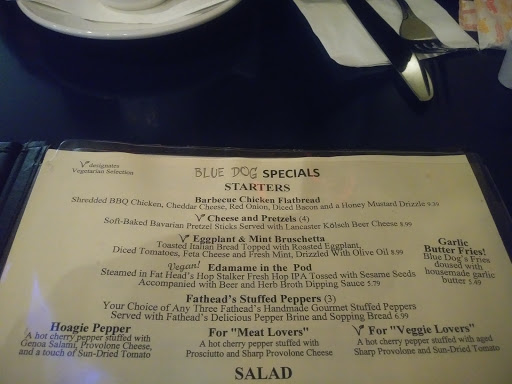 V designates
Vegetarian Selection
BLUE DOG SPECIALS
STARTERS
Barbecue Chicken Flatbread
Shredded BBQ Chicken, Cheddar Cheese, Red Onion, Diced Bacon and a Honey Mustard Drizzle 9.39
V Cheese and Pretzels (4)
Soft-Baked Bavarian Pretzel Sticks Served with Lancaster Kölsch Beer Cheese 8.99
V Eggplant & Mint Bruschetta
Toasted Italian Bread Topped with Roasted Eggplant,
Diced Tomatoes, Feta Cheese and Fresh Mint, Drizzled With Olive Oil 8.99
Vegan! Edamame in the Pod
Steamed in Fat Head's Hop Stalker Fresh Hop IPA Tossed with Sesame Seeds
Accompanied with Beer and Herb Broth Dipping Sauce 5.79
Garlic
Butter Fries!
Blue Dog's Fries
doused with
housemade garlic
butter 5.49
Fathead's Stuffed Peppers (3)
Your Choice of Any Three Fathead's Handmade Gourmet Stuffed Peppers
Served with Fathead's Delicious Pepper Brine and Sopping Bread 6.99
Hoagie Pepper
A hot cherry pepper stuffed with
Genoa Salami, Provolone Cheese,
and a touch of Sun-Dried Tomato
For "Meat Lovers"
A hot cherry pepper stuffed with
Prosciutto and Sharp Provolone Cheese
V For "Veggie Lovers"
A hot cherry pepper stuffed with aged
Sharp Provolone and Sun-Dried Tomato
SALAD